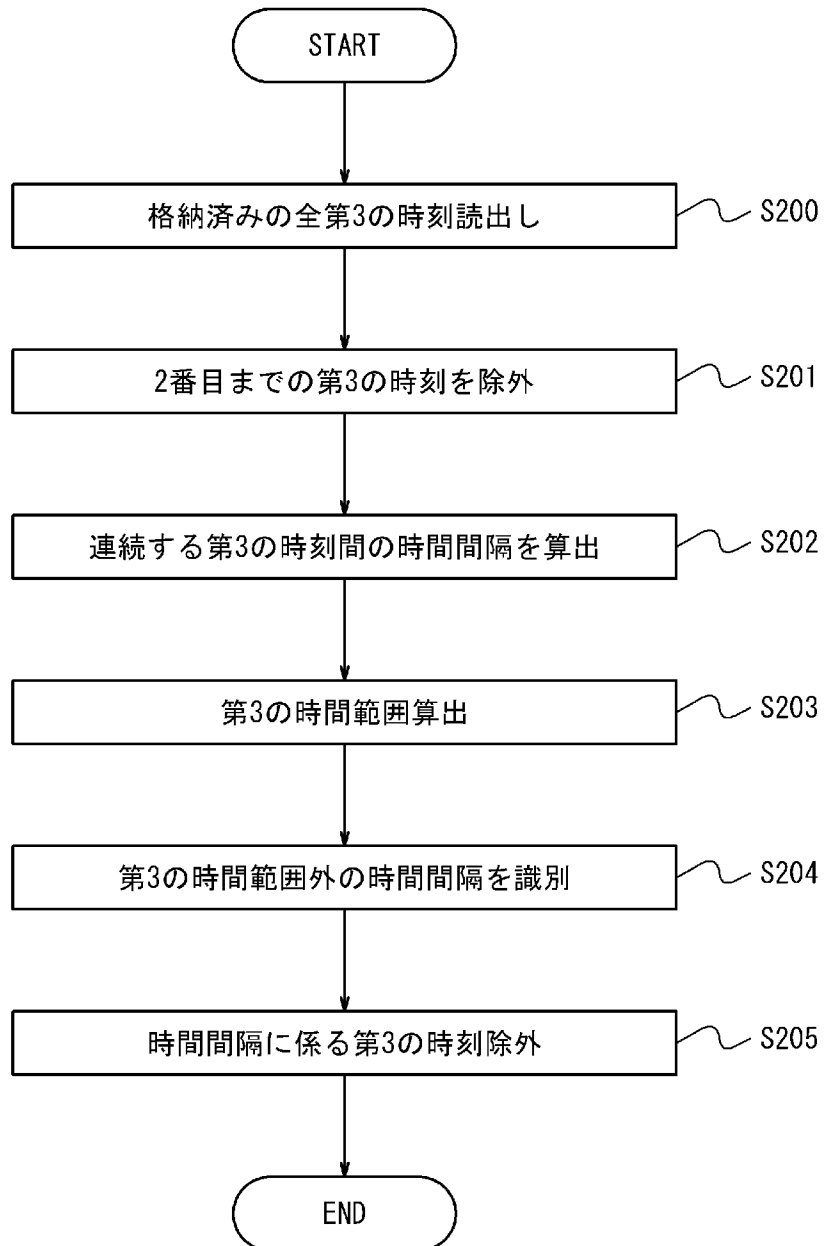 START
格納済みの全第3の時刻読出し
S200
2番目までの第3の時刻を除外
S201
連続する第3の時刻間の時間間隔を算出
S202
第3の時間範囲算出
S203
第3の時間範囲外の時間間隔を識別
S204
時間間隔に係る第3の時刻除外
S205
END